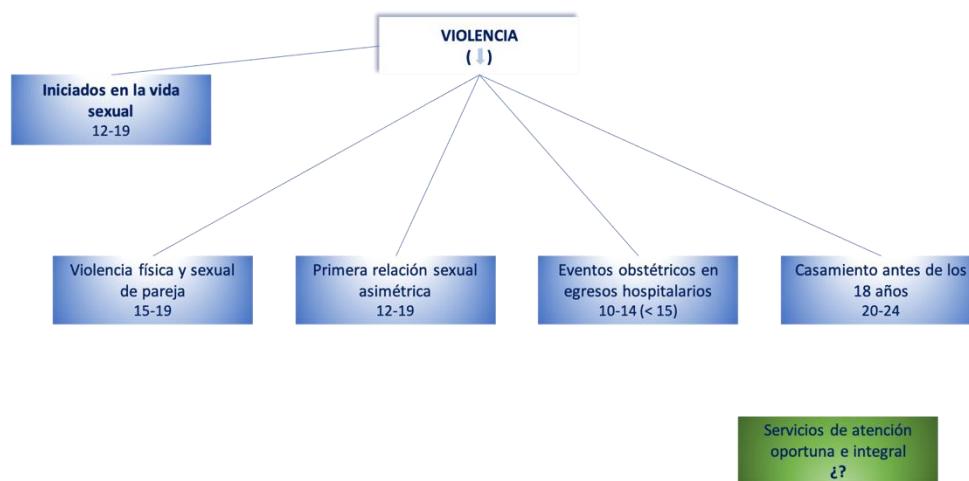 VIOLENCIA
( ⬇ )
Iniciados en la vida
sexual
12-19
Violencia física y sexual
de pareja
15-19
Primera relación sexual
asimétrica
12-19
Eventos obstétricos en
egresos hospitalarios
10-14 (< 15)
Casamiento antes de los
18 años
20-24
Servicios de atención
oportuna e integral
¿?